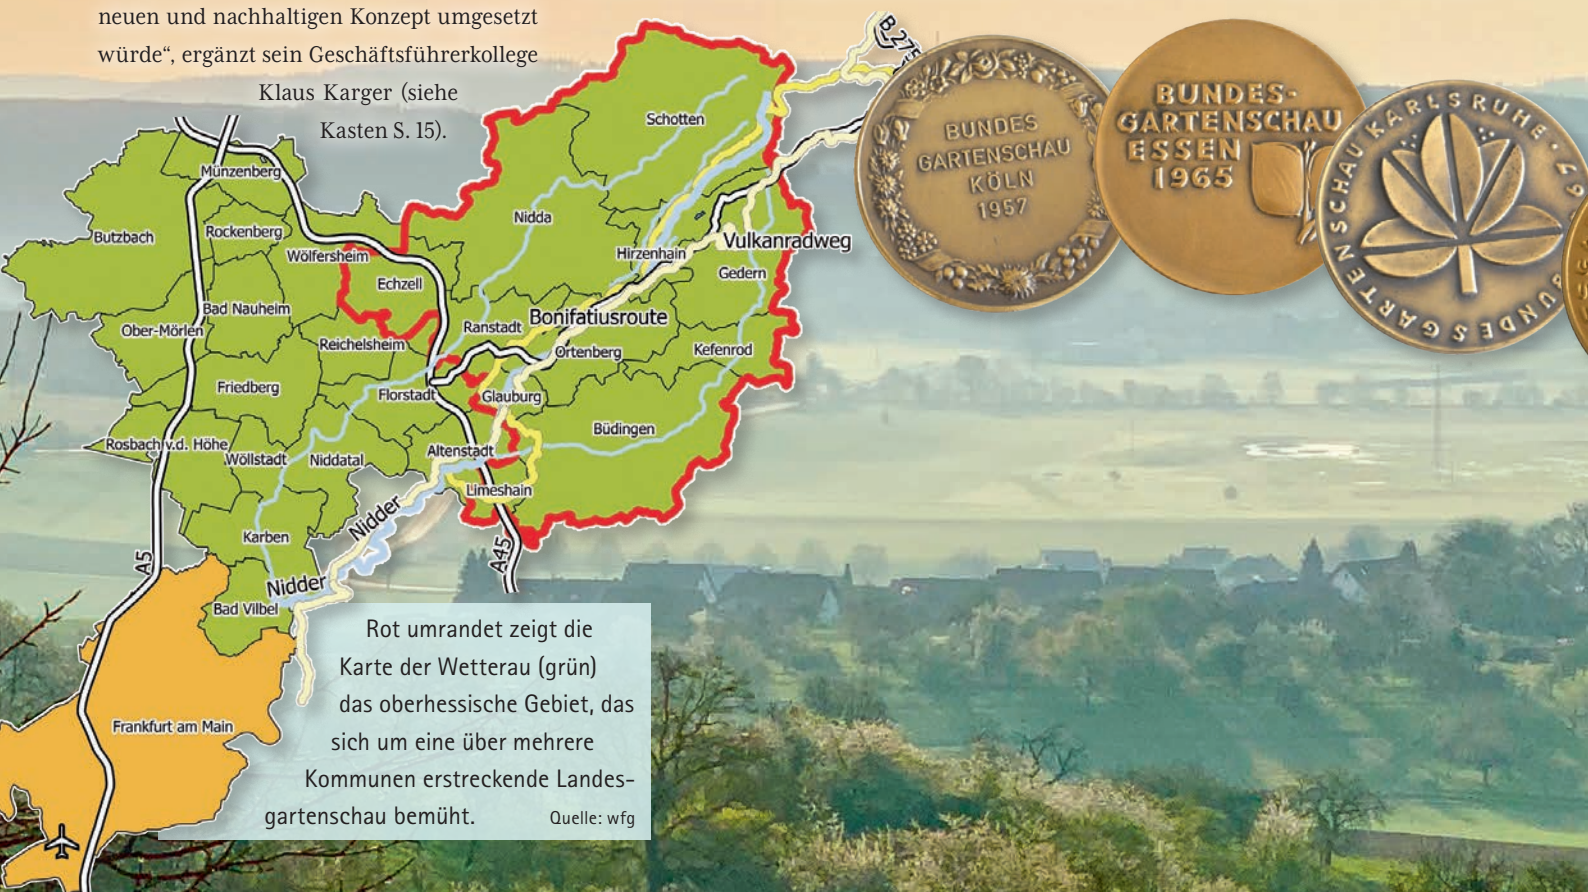 neuen und nachhaltigen Konzept umgesetzt
würde“, ergänzt sein Geschäftsführerkollege
Klaus Karger (siehe
Kasten S. 15).
B 275
Schotten
Münzenberg
Nidda
Butzbach
Rockenberg
Wölfersheim
Hirzenhain
Vulkanradweg
Echzell
Gedern
Bad Nauheim
Ober-Mörlen
Ranstadt
Bonifatiusroute
Reichelsheim
Ortenberg
Kefenrod
Friedberg
Florstadt
Glauburg
Büdingen
Rosbach v.d. Höhe
Wöllstadt
Niddatal
Altenstadt
Limeshain
Nidder
Karben
A5
A45
Nidder
Bad Vilbel
Frankfurt am Main
BUNDES
GARTENSCHAU
KÖLN
1957
BUNDES-
GARTENSCHAU
ESSEN
1965
BUNDESGARTENSCHAU KARLSRUHE · 67
Rot umrandet zeigt die
Karte der Wetterau (grün)
das oberhessische Gebiet, das
sich um eine über mehrere
Kommunen erstreckende Landes-
gartenschau bemüht.
Quelle: wfg